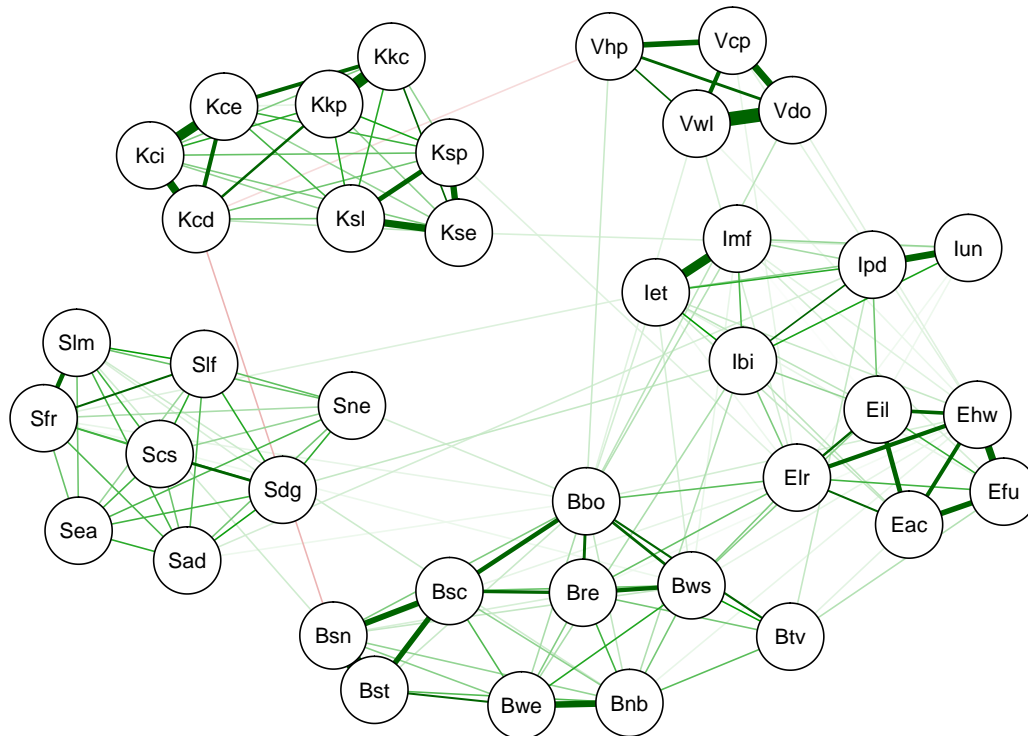 Vcp
Vhp
Kkc
Kce
Kkp
Vdo
Vwl
Kci
Ksp
Kcd
Ksl
Kse
Imf
Iun
Ipd
Iet
Slm
Slf
Ibi
Sne
Sfr
Eil
Ehw
Scs
Elr
Sdg
Efu
Bbo
Eac
Sea
Sad
Bsc
Bre
Bws
Bsn
Btv
Bst
Bwe
Bnb